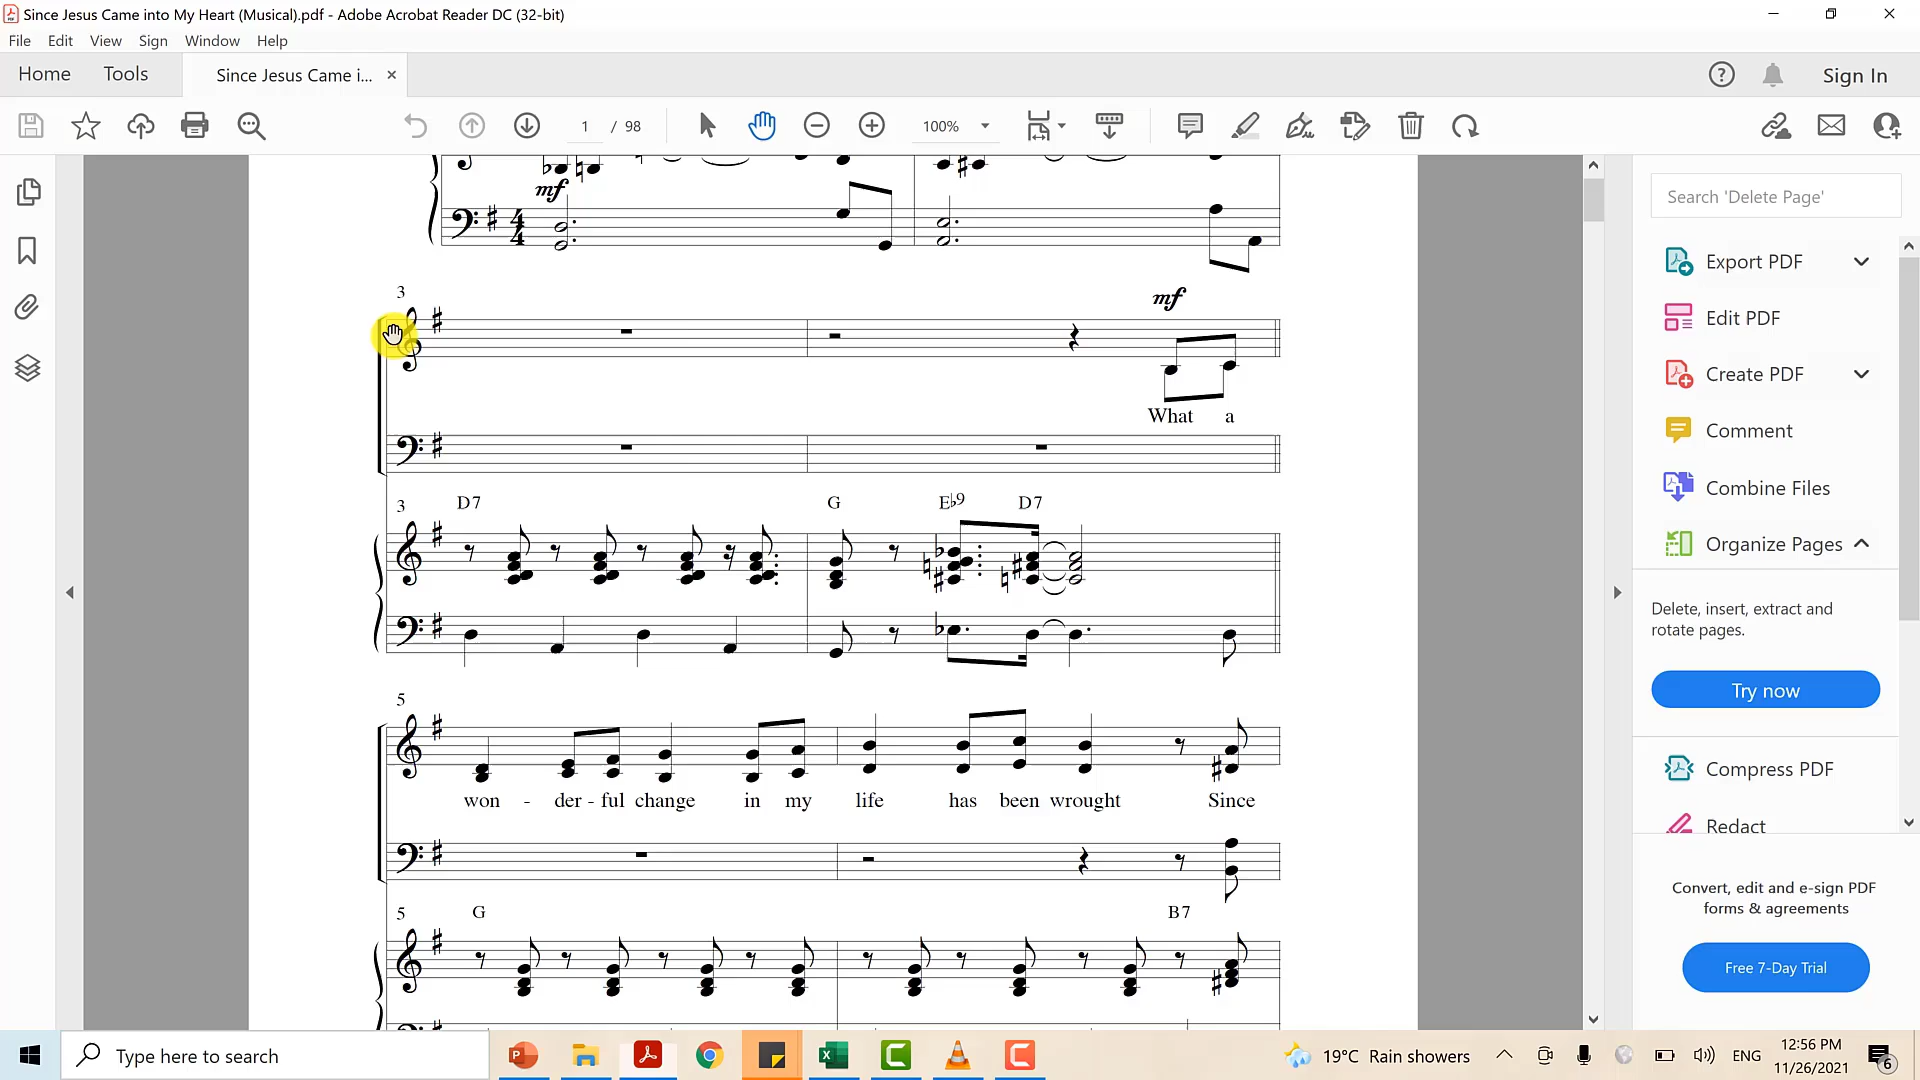 Since Jesus Came into My Heart (Musical).pdf - Adobe Acrobat Reader DC (32-bit)
File Edit View Sign Window Help
Home Tools Since Jesus Came i... × Sign In
1 / 98 100%
Search 'Delete Page'
Export PDF
Edit PDF
Create PDF
Comment
Combine Files
Organize Pages
Delete, insert, extract and
rotate pages.
Try now
Compress PDF
Redact
Convert, edit and e-sign PDF
forms & agreements
Free 7-Day Trial
mf
4
4
3
mf
What a
3 D7 G E♭9 D7
5
won - der - ful change in my life has been wrought Since
5 G B7
Type here to search
19°C Rain showers ENG
12:56 PM
11/26/2021
6